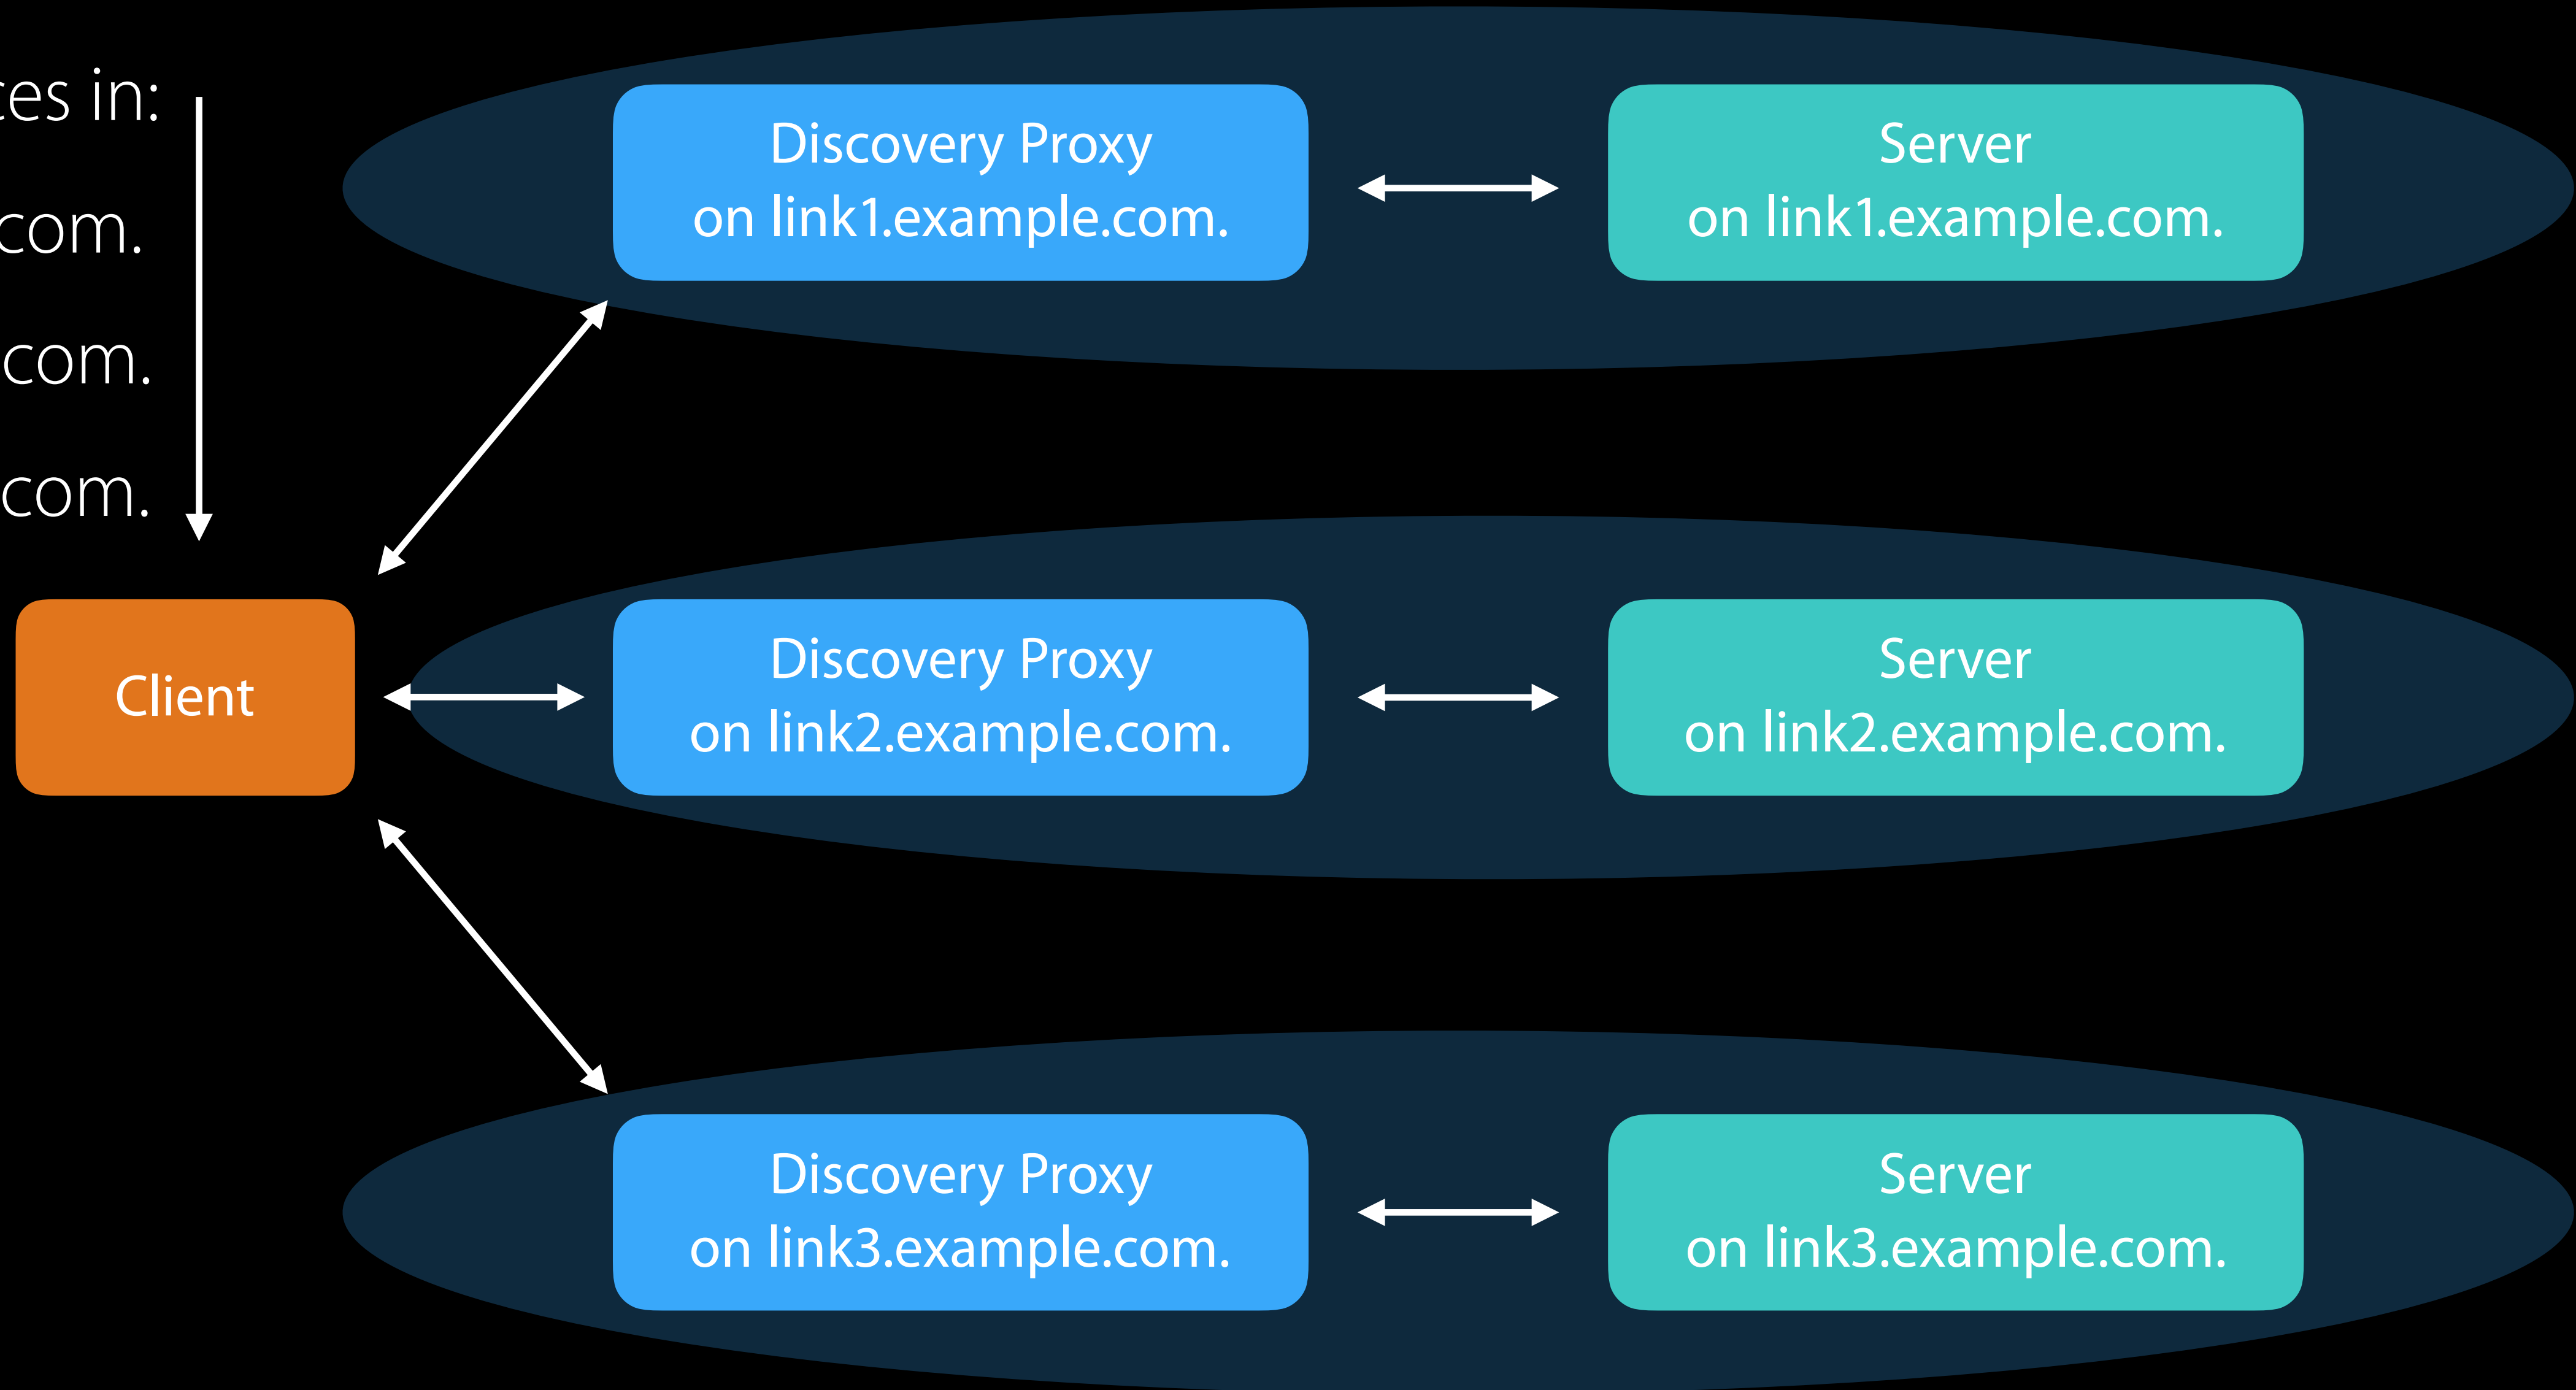 ces in:
com.
com.
com.
Discovery Proxy
on link1.example.com.
Server
on link1.example.com.
Client
Discovery Proxy
on link2.example.com.
Server
on link2.example.com.
Discovery Proxy
on link3.example.com.
Server
on link3.example.com.